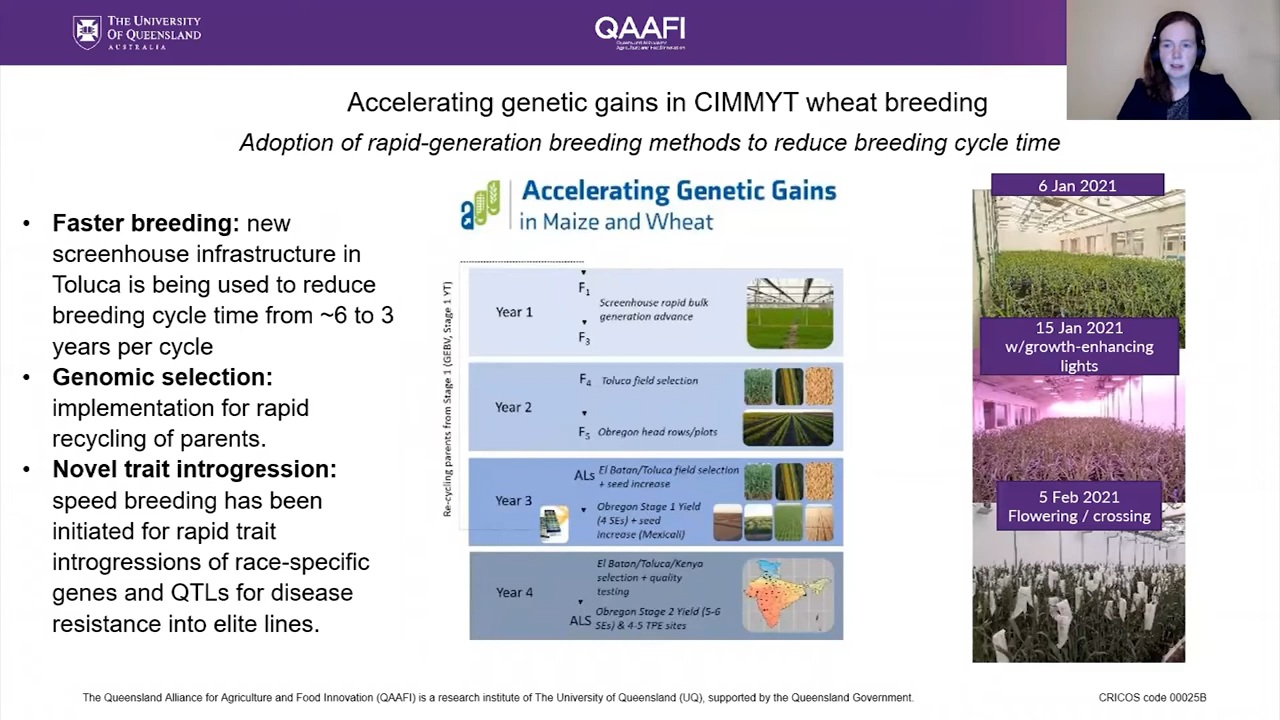 THE UNIVERSITY
OF QUEENSLAND
AUSTRALIA
QAAFI
Queensland Alliance for
Agriculture and Food Innovation
Accelerating genetic gains in CIMMYT wheat breeding
Adoption of rapid-generation breeding methods to reduce breeding cycle time
• Faster breeding: new
screenhouse infrastructure in
Toluca is being used to reduce
breeding cycle time from ~6 to 3
years per cycle
• Genomic selection:
implementation for rapid
recycling of parents.
• Novel trait introgression:
speed breeding has been
initiated for rapid trait
introgressions of race-specific
genes and QTLs for disease
resistance into elite lines.
Accelerating Genetic Gains
in Maize and Wheat
Re-cycling parents from Stage 1 (GEBV, Stage 1 YT)
Year 1
F1
Screenhouse rapid bulk
generation advance
F3
Year 2
F4
Toluca field selection
F5
Obregon head rows/plots
Year 3
ALs
El Batan/Toluca field selection
+ seed increase
Obregon Stage 1 Yield
(4 SEs) + seed
increase (Mexicali)
Year 4
El Batan/Toluca/Kenya
selection + quality
testing
ALS
Obregon Stage 2 Yield (5-6
SEs) & 4-5 TPE sites
6 Jan 2021
15 Jan 2021
w/growth-enhancing
lights
5 Feb 2021
Flowering / crossing
The Queensland Alliance for Agriculture and Food Innovation (QAAFI) is a research institute of The University of Queensland (UQ), supported by the Queensland Government.
CRICOS code 00025B